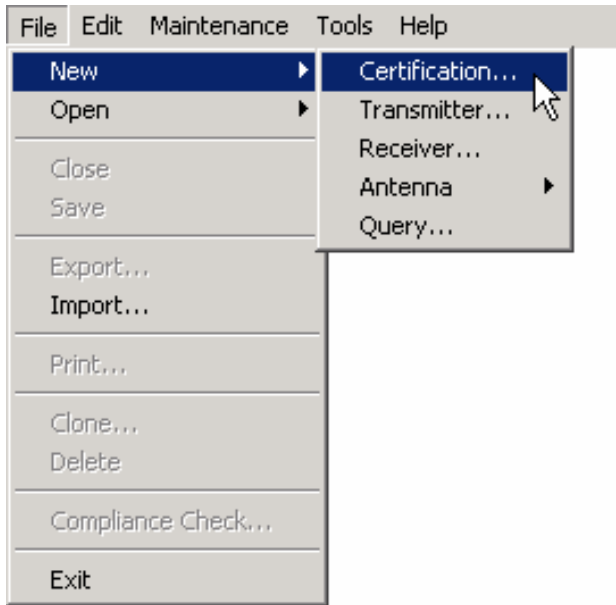 File Edit Maintenance Tools Help
New
Open
Close
Save
Export...
Import...
Print...
Clone...
Delete
Compliance Check...
Exit
Certification...
Transmitter...
Receiver...
Antenna
Query...